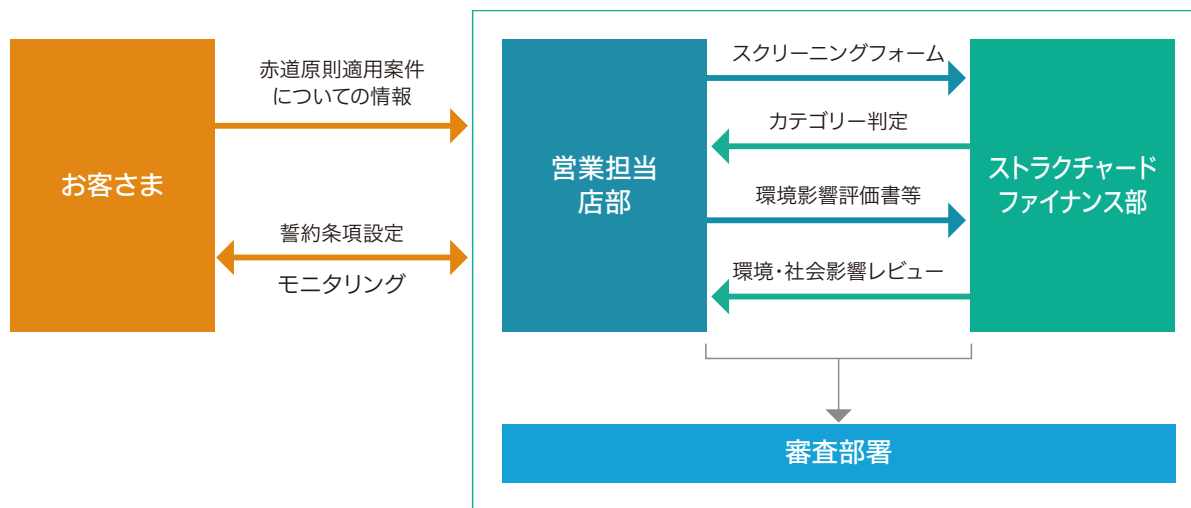 お客さま
赤道原則適用案件
についての情報
誓約条項設定
モニタリング
営業担当
店部
スクリーニングフォーム
カテゴリー判定
環境影響評価書等
環境・社会影響レビュー
ストラクチャード
ファイナンス部
審査部署